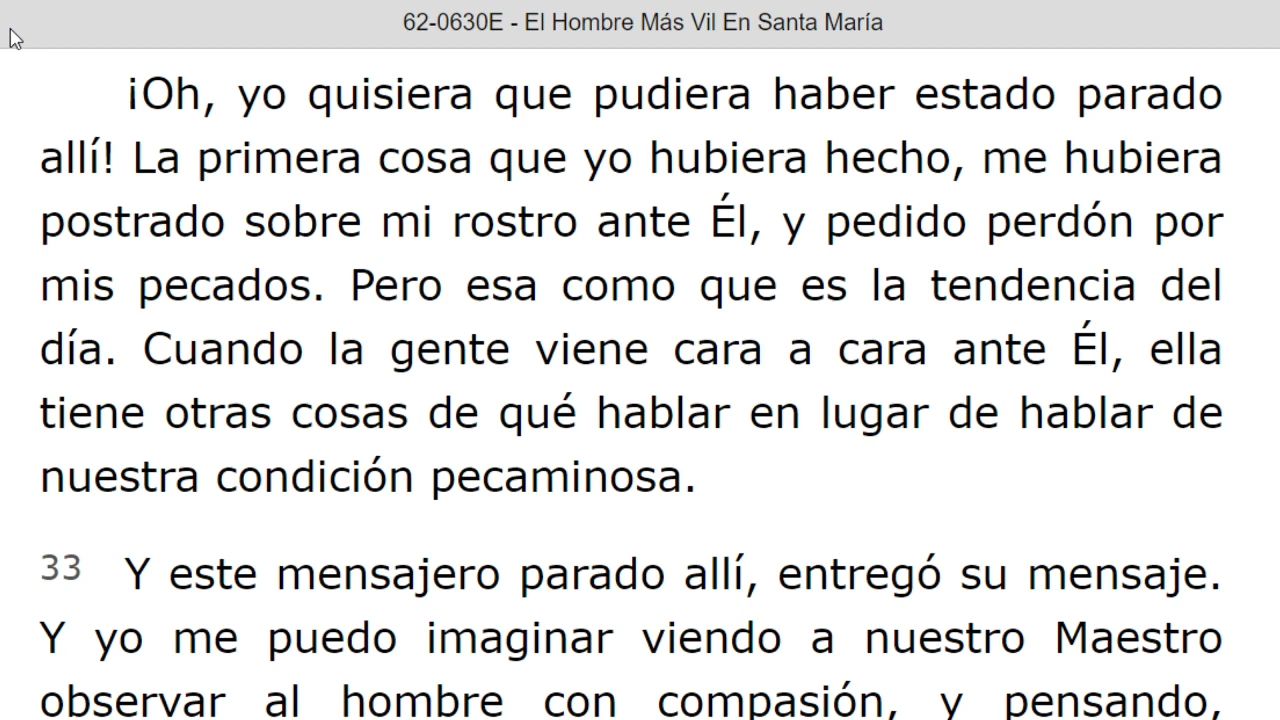 62-0630E - El Hombre Más Vil En Santa María
¡Oh, yo quisiera que pudiera haber estado parado
allí! La primera cosa que yo hubiera hecho, me hubiera
postrado sobre mi rostro ante Él, y pedido perdón por
mis pecados. Pero esa como que es la tendencia del
día. Cuando la gente viene cara a cara ante Él, ella
tiene otras cosas de qué hablar en lugar de hablar de
nuestra condición pecaminosa.
33 Y este mensajero parado allí, entregó su mensaje.
Y yo me puedo imaginar viendo a nuestro Maestro
observar al hombre con compasión, y pensando,